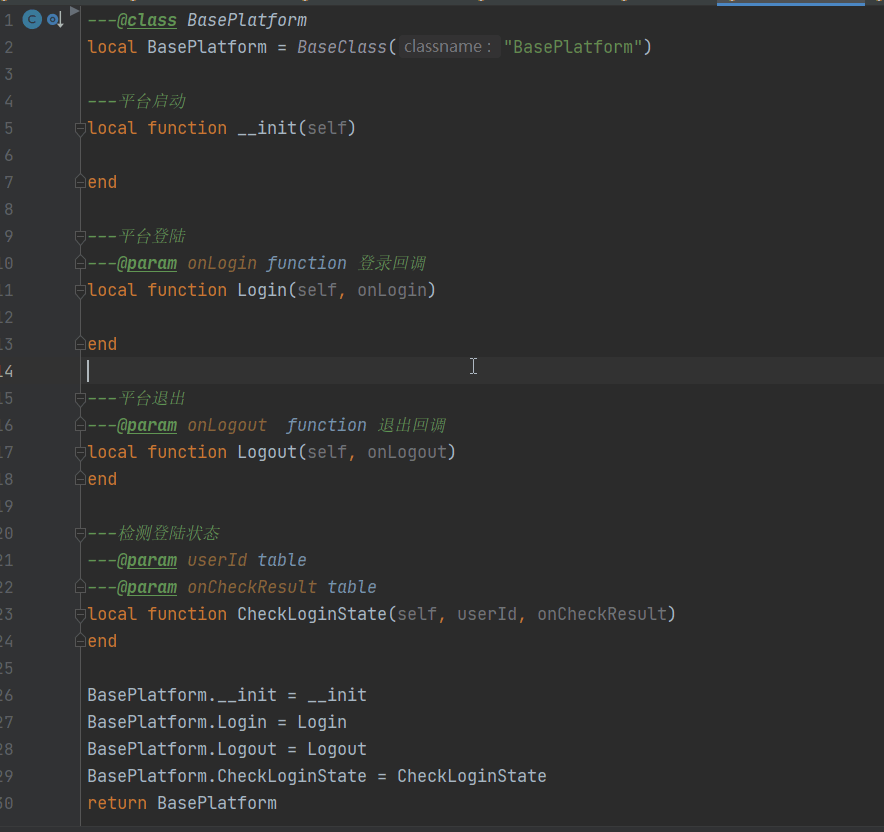 1 C ---@class BasePlatform
2 local BasePlatform = BaseClass( classname: "BasePlatform")
3
4 ---平台启动
5 local function __init(self)
6
7 end
8
9 ---平台登陆
10 ---@param onLogin function 登录回调
11 local function Login(self, onLogin)
12
13 end
14
15 ---平台退出
16 ---@param onLogout  function 退出回调
17 local function Logout(self, onLogout)
18 end
19
20 ---检测登陆状态
21 ---@param userId table
22 ---@param onCheckResult table
23 local function CheckLoginState(self, userId, onCheckResult)
24 end
25
26 BasePlatform.__init = __init
27 BasePlatform.Login = Login
28 BasePlatform.Logout = Logout
29 BasePlatform.CheckLoginState = CheckLoginState
30 return BasePlatform